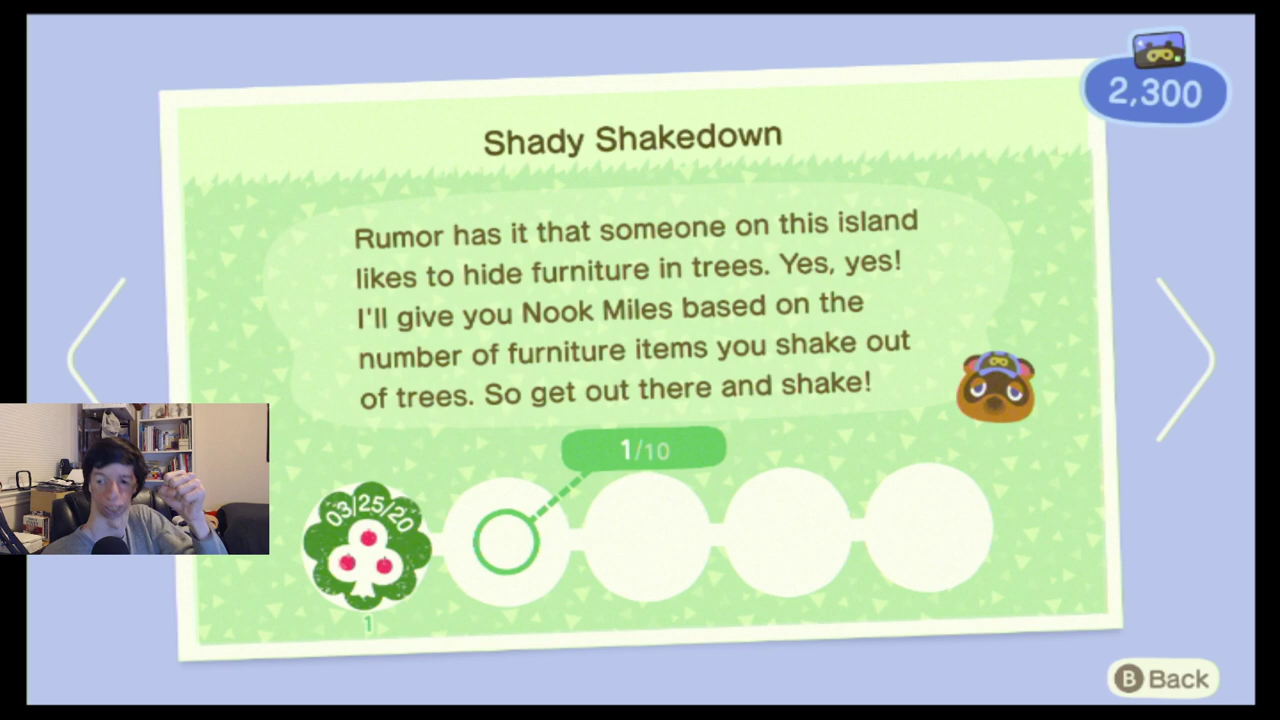 2,300
Shady Shakedown
Rumor has it that someone on this island
likes to hide furniture in trees. Yes, yes!
I'll give you Nook Miles based on the
number of furniture items you shake out
of trees. So get out there and shake!
1/10
03/25/20
1
B Back